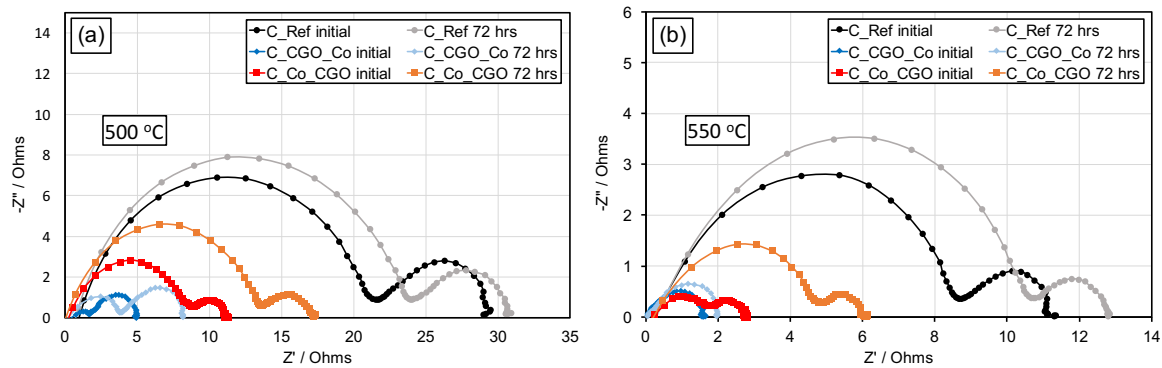 (a)
C_Ref initial C_Ref 72 hrs
C_CGO_Co initial C_CGO_Co 72 hrs
C_Co_CGO initial C_Co_CGO 72 hrs
500 °C
14
12
10
8
6
4
2
0
-Z" / Ohms
0 5 10 15 20 25 30 35
Z' / Ohms
(b)
C_Ref initial C_Ref 72 hrs
C_CGO_Co initial C_CGO_Co 72 hrs
C_Co_CGO initial C_Co_CGO 72 hrs
550 °C
6
5
4
3
2
1
0
-Z" / Ohms
0 2 4 6 8 10 12 14
Z' / Ohms